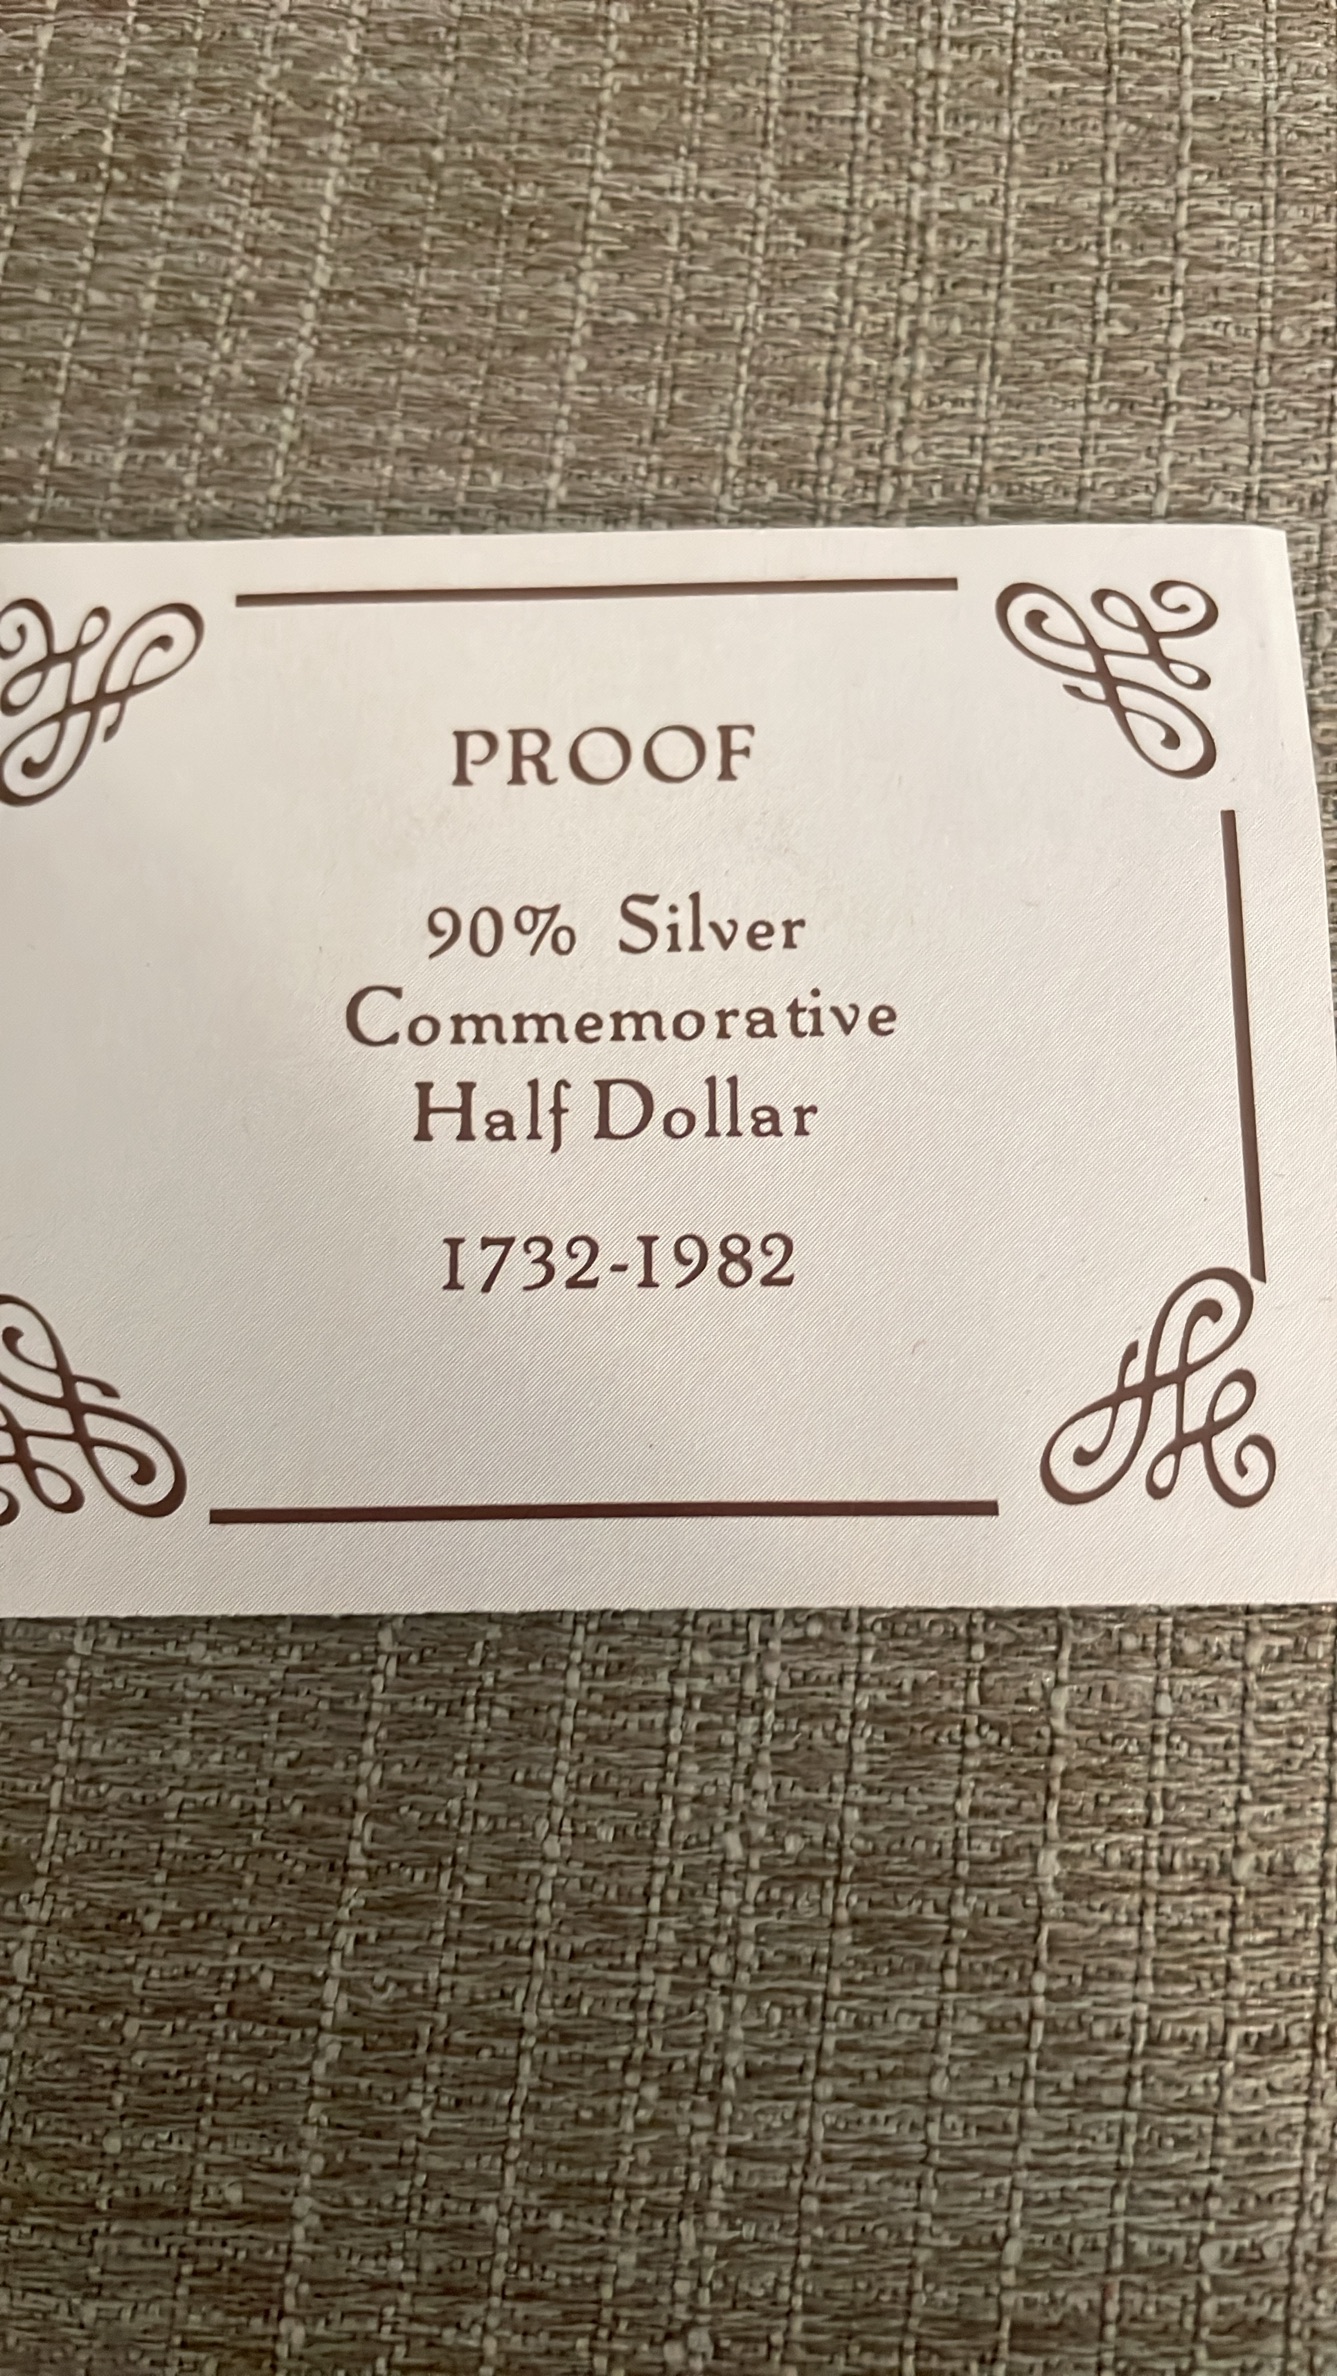 PROOF
90% Silver
Commemorative
Half Dollar
1732-1982